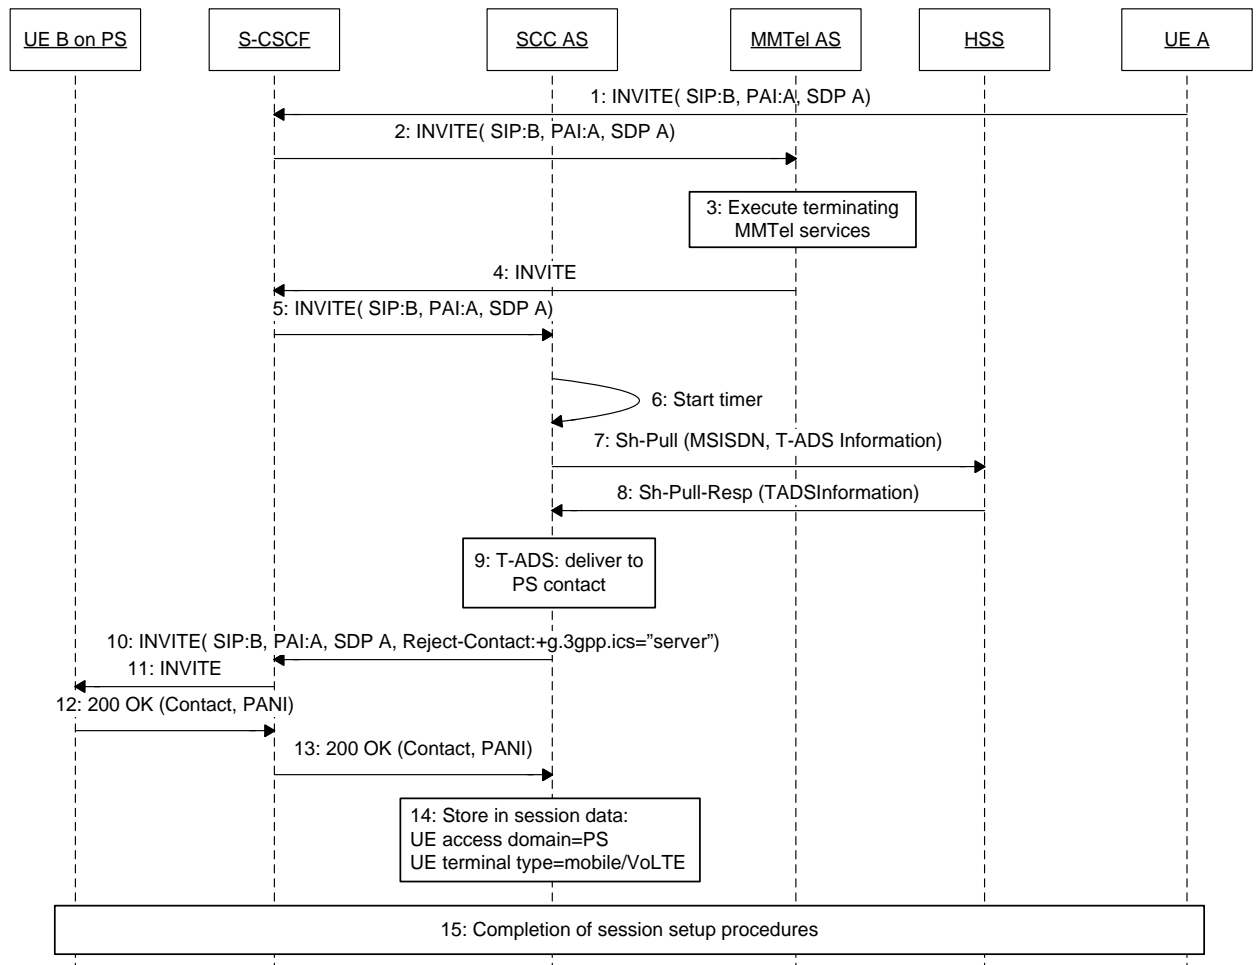 UE B on PS
S-CSCF
SCC AS
MMTel AS
HSS
UE A
1: INVITE( SIP:B, PAI:A, SDP A)
2: INVITE( SIP:B, PAI:A, SDP A)
3: Execute terminating
MMTel services
4: INVITE
5: INVITE( SIP:B, PAI:A, SDP A)
6: Start timer
7: Sh-Pull (MSISDN, T-ADS Information)
8: Sh-Pull-Resp (TADSInformation)
9: T-ADS: deliver to
PS contact
10: INVITE( SIP:B, PAI:A, SDP A, Reject-Contact:+g.3gpp.ics=”server”)
11: INVITE
12: 200 OK (Contact, PANI)
13: 200 OK (Contact, PANI)
14: Store in session data:
UE access domain=PS
UE terminal type=mobile/VoLTE
15: Completion of session setup procedures